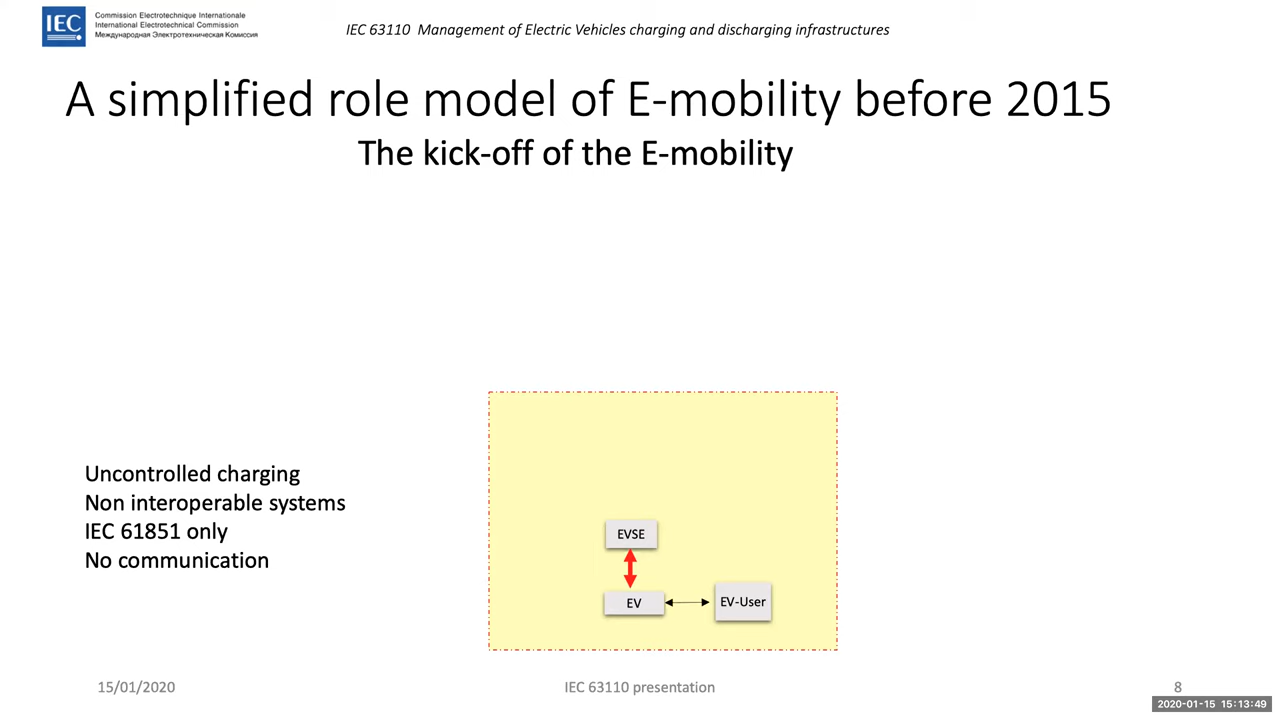 IEC
Commission Electrotechnique Internationale
International Electrotechnical Commission
Международная Электротехническая Комиссия
IEC 63110 Management of Electric Vehicles charging and discharging infrastructures
A simplified role model of E-mobility before 2015
The kick-off of the E-mobility
Uncontrolled charging
Non interoperable systems
IEC 61851 only
No communication
EVSE
EV
EV-User
15/01/2020
IEC 63110 presentation
8
2020-01-15 15:13:49